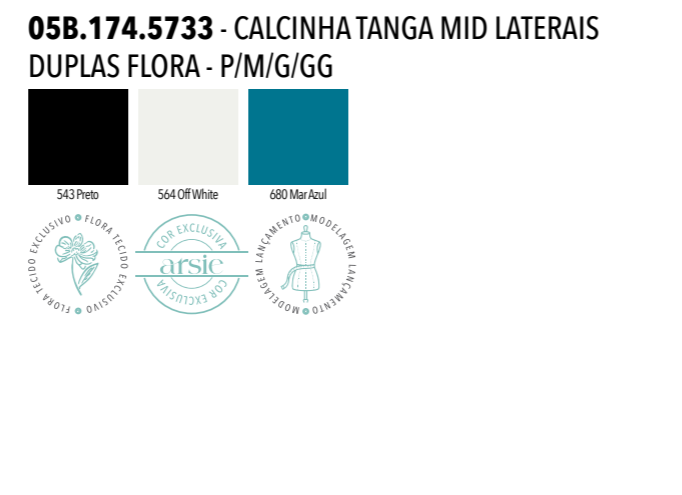 05B.174.5733 - CALCINHA TANGA MID LATERAIS
DUPLAS FLORA - P/M/G/GG
543 Preto
564 Off White
680 Mar Azul
FLORA TECIDO EXCLUSIVO
FLORA TECIDO EXCLUSIVO
COR EXCLUSIVA
arsie
COR EXCLUSIVA
MODELAGEM LANÇAMENTO
MODELAGEM LANÇAMENTO